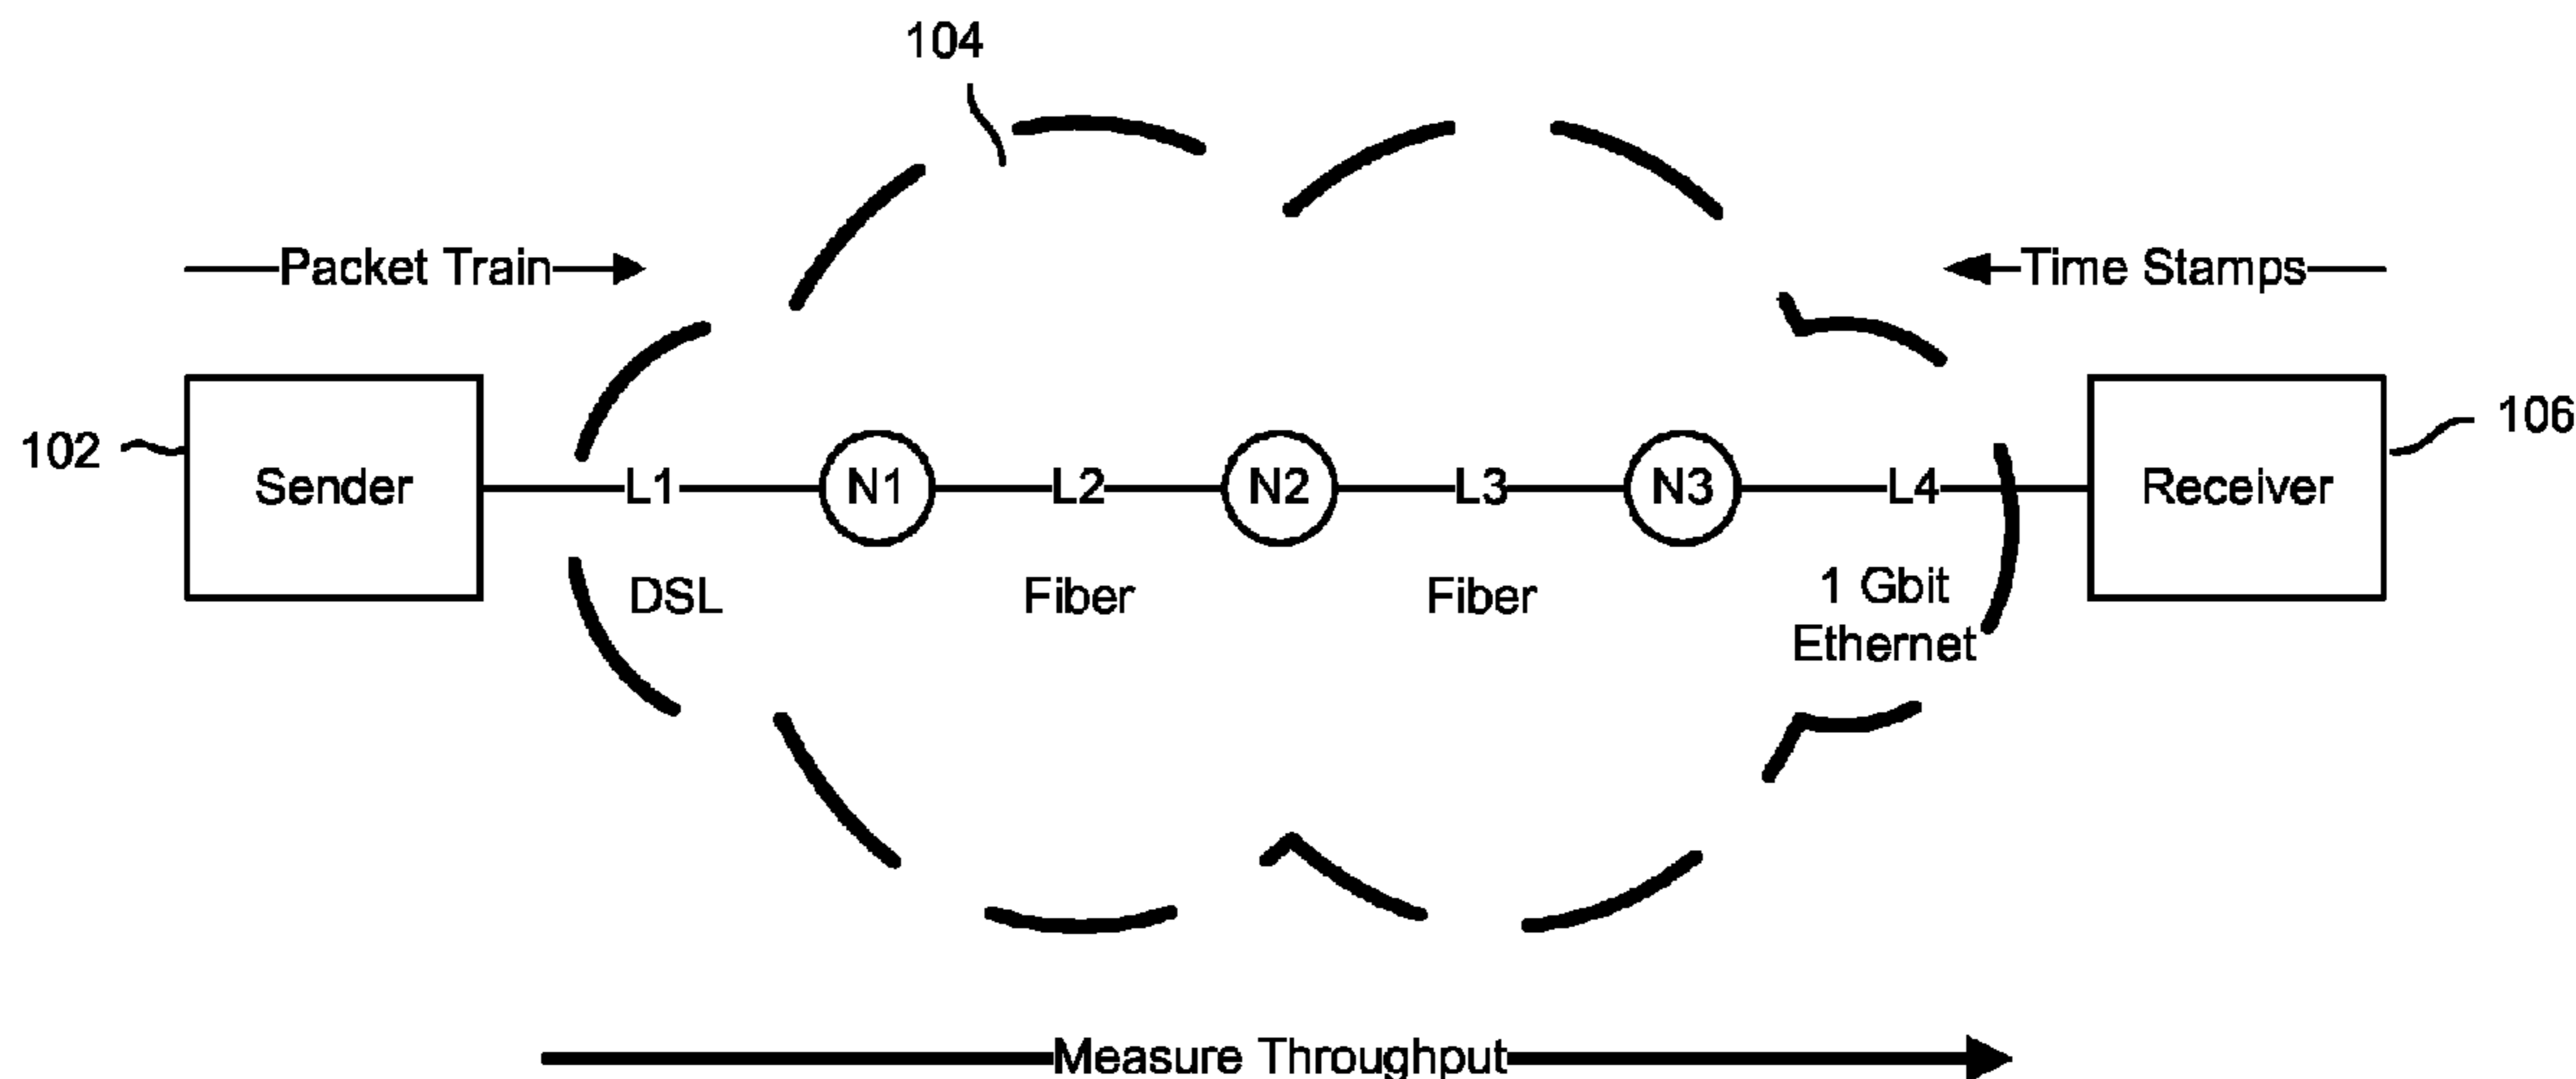 104
Packet Train
Time Stamps
102
Sender
L1
N1
L2
N2
L3
N3
L4
Receiver
106
DSL
Fiber
Fiber
1 Gbit
Ethernet
Measure Throughput